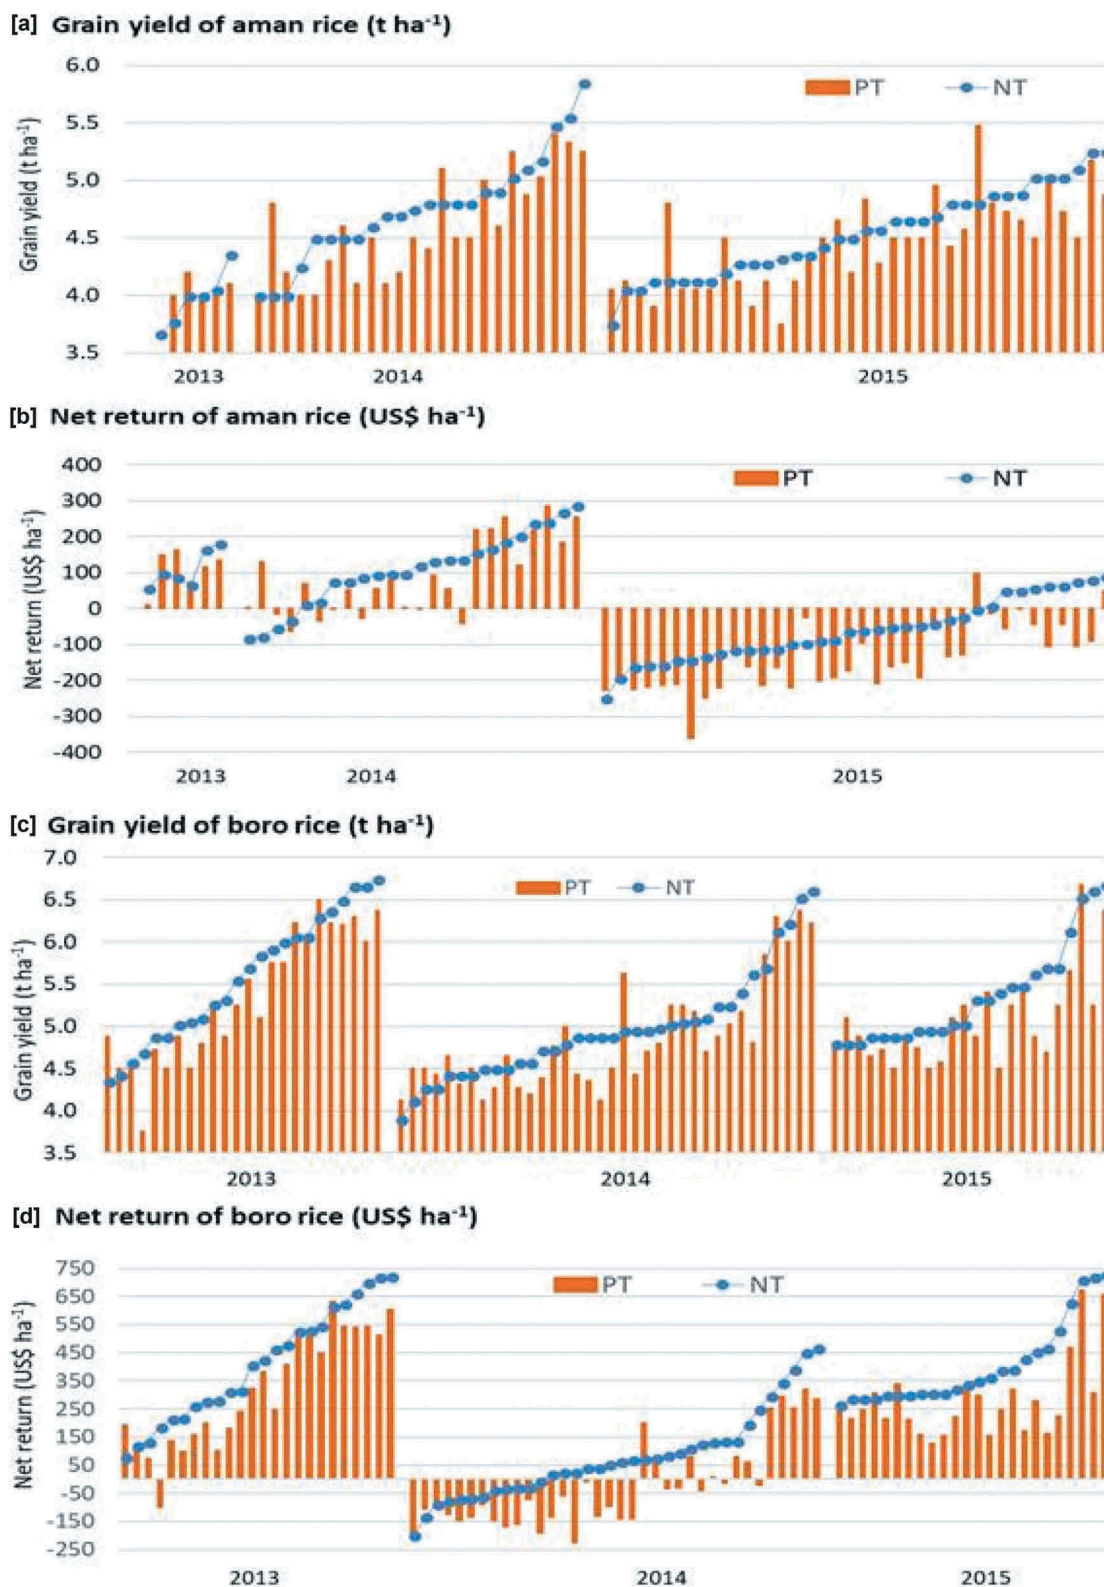 [a] Grain yield of aman rice (t ha⁻¹)
6.0
PT NT
5.5
5.0
4.5
4.0
3.5
Grain yield (t ha⁻¹)
2013 2014 2015
[b] Net return of aman rice (US$ ha⁻¹)
400
PT NT
300
200
100
0
-100
-200
-300
-400
Net return (US$ ha⁻¹)
2013 2014 2015
[c] Grain yield of boro rice (t ha⁻¹)
7.0
PT NT
6.5
6.0
5.5
5.0
4.5
4.0
3.5
Grain yield (t ha⁻¹)
2013 2014 2015
[d] Net return of boro rice (US$ ha⁻¹)
750
PT NT
650
550
450
350
250
150
50
-50
-150
-250
Net return (US$ ha⁻¹)
2013 2014 2015